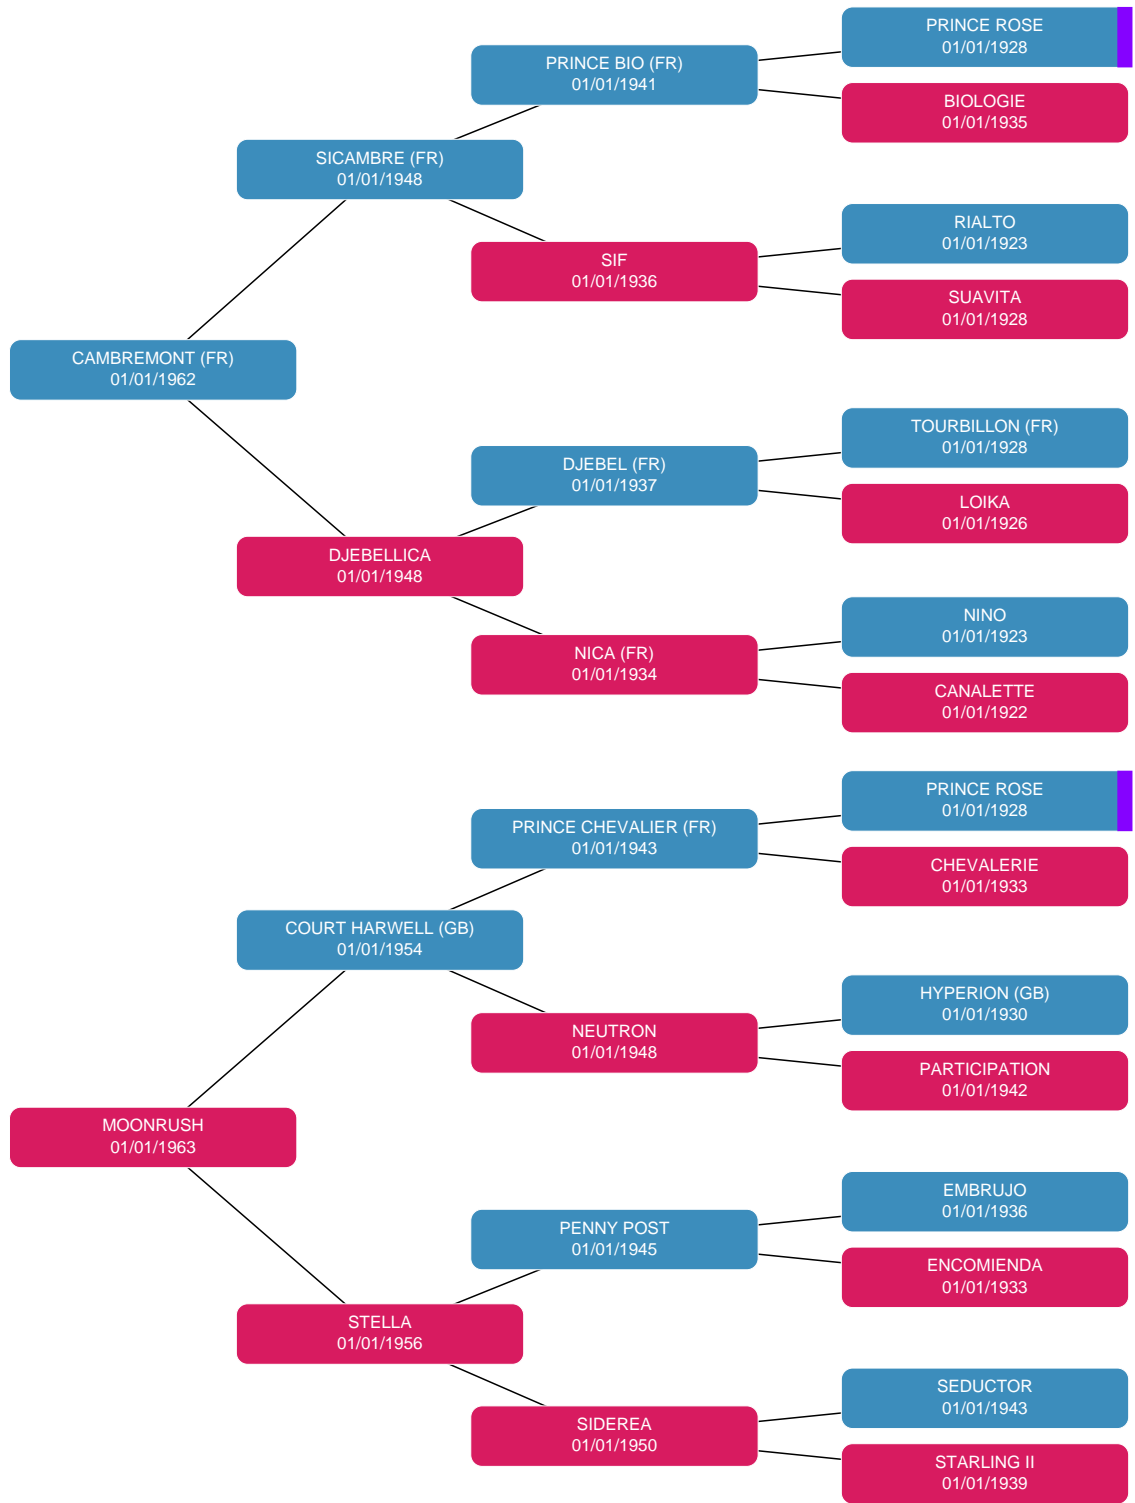 PRINCE ROSE
01/01/1928
PRINCE BIO (FR)
01/01/1941
BIOLOGIE
01/01/1935
SICAMBRE (FR)
01/01/1948
RIALTO
01/01/1923
SIF
01/01/1936
SUAVITA
01/01/1928
CAMBREMONT (FR)
01/01/1962
TOURBILLON (FR)
01/01/1928
DJEBEL (FR)
01/01/1937
LOIKA
01/01/1926
DJEBELLICA
01/01/1948
NINO
01/01/1923
NICA (FR)
01/01/1934
CANALETTE
01/01/1922
PRINCE ROSE
01/01/1928
PRINCE CHEVALIER (FR)
01/01/1943
CHEVALERIE
01/01/1933
COURT HARWELL (GB)
01/01/1954
HYPERION (GB)
01/01/1930
NEUTRON
01/01/1948
PARTICIPATION
01/01/1942
MOONRUSH
01/01/1963
EMBRUJO
01/01/1936
PENNY POST
01/01/1945
ENCOMIENDA
01/01/1933
STELLA
01/01/1956
SEDUCTOR
01/01/1943
SIDEREA
01/01/1950
STARLING II
01/01/1939